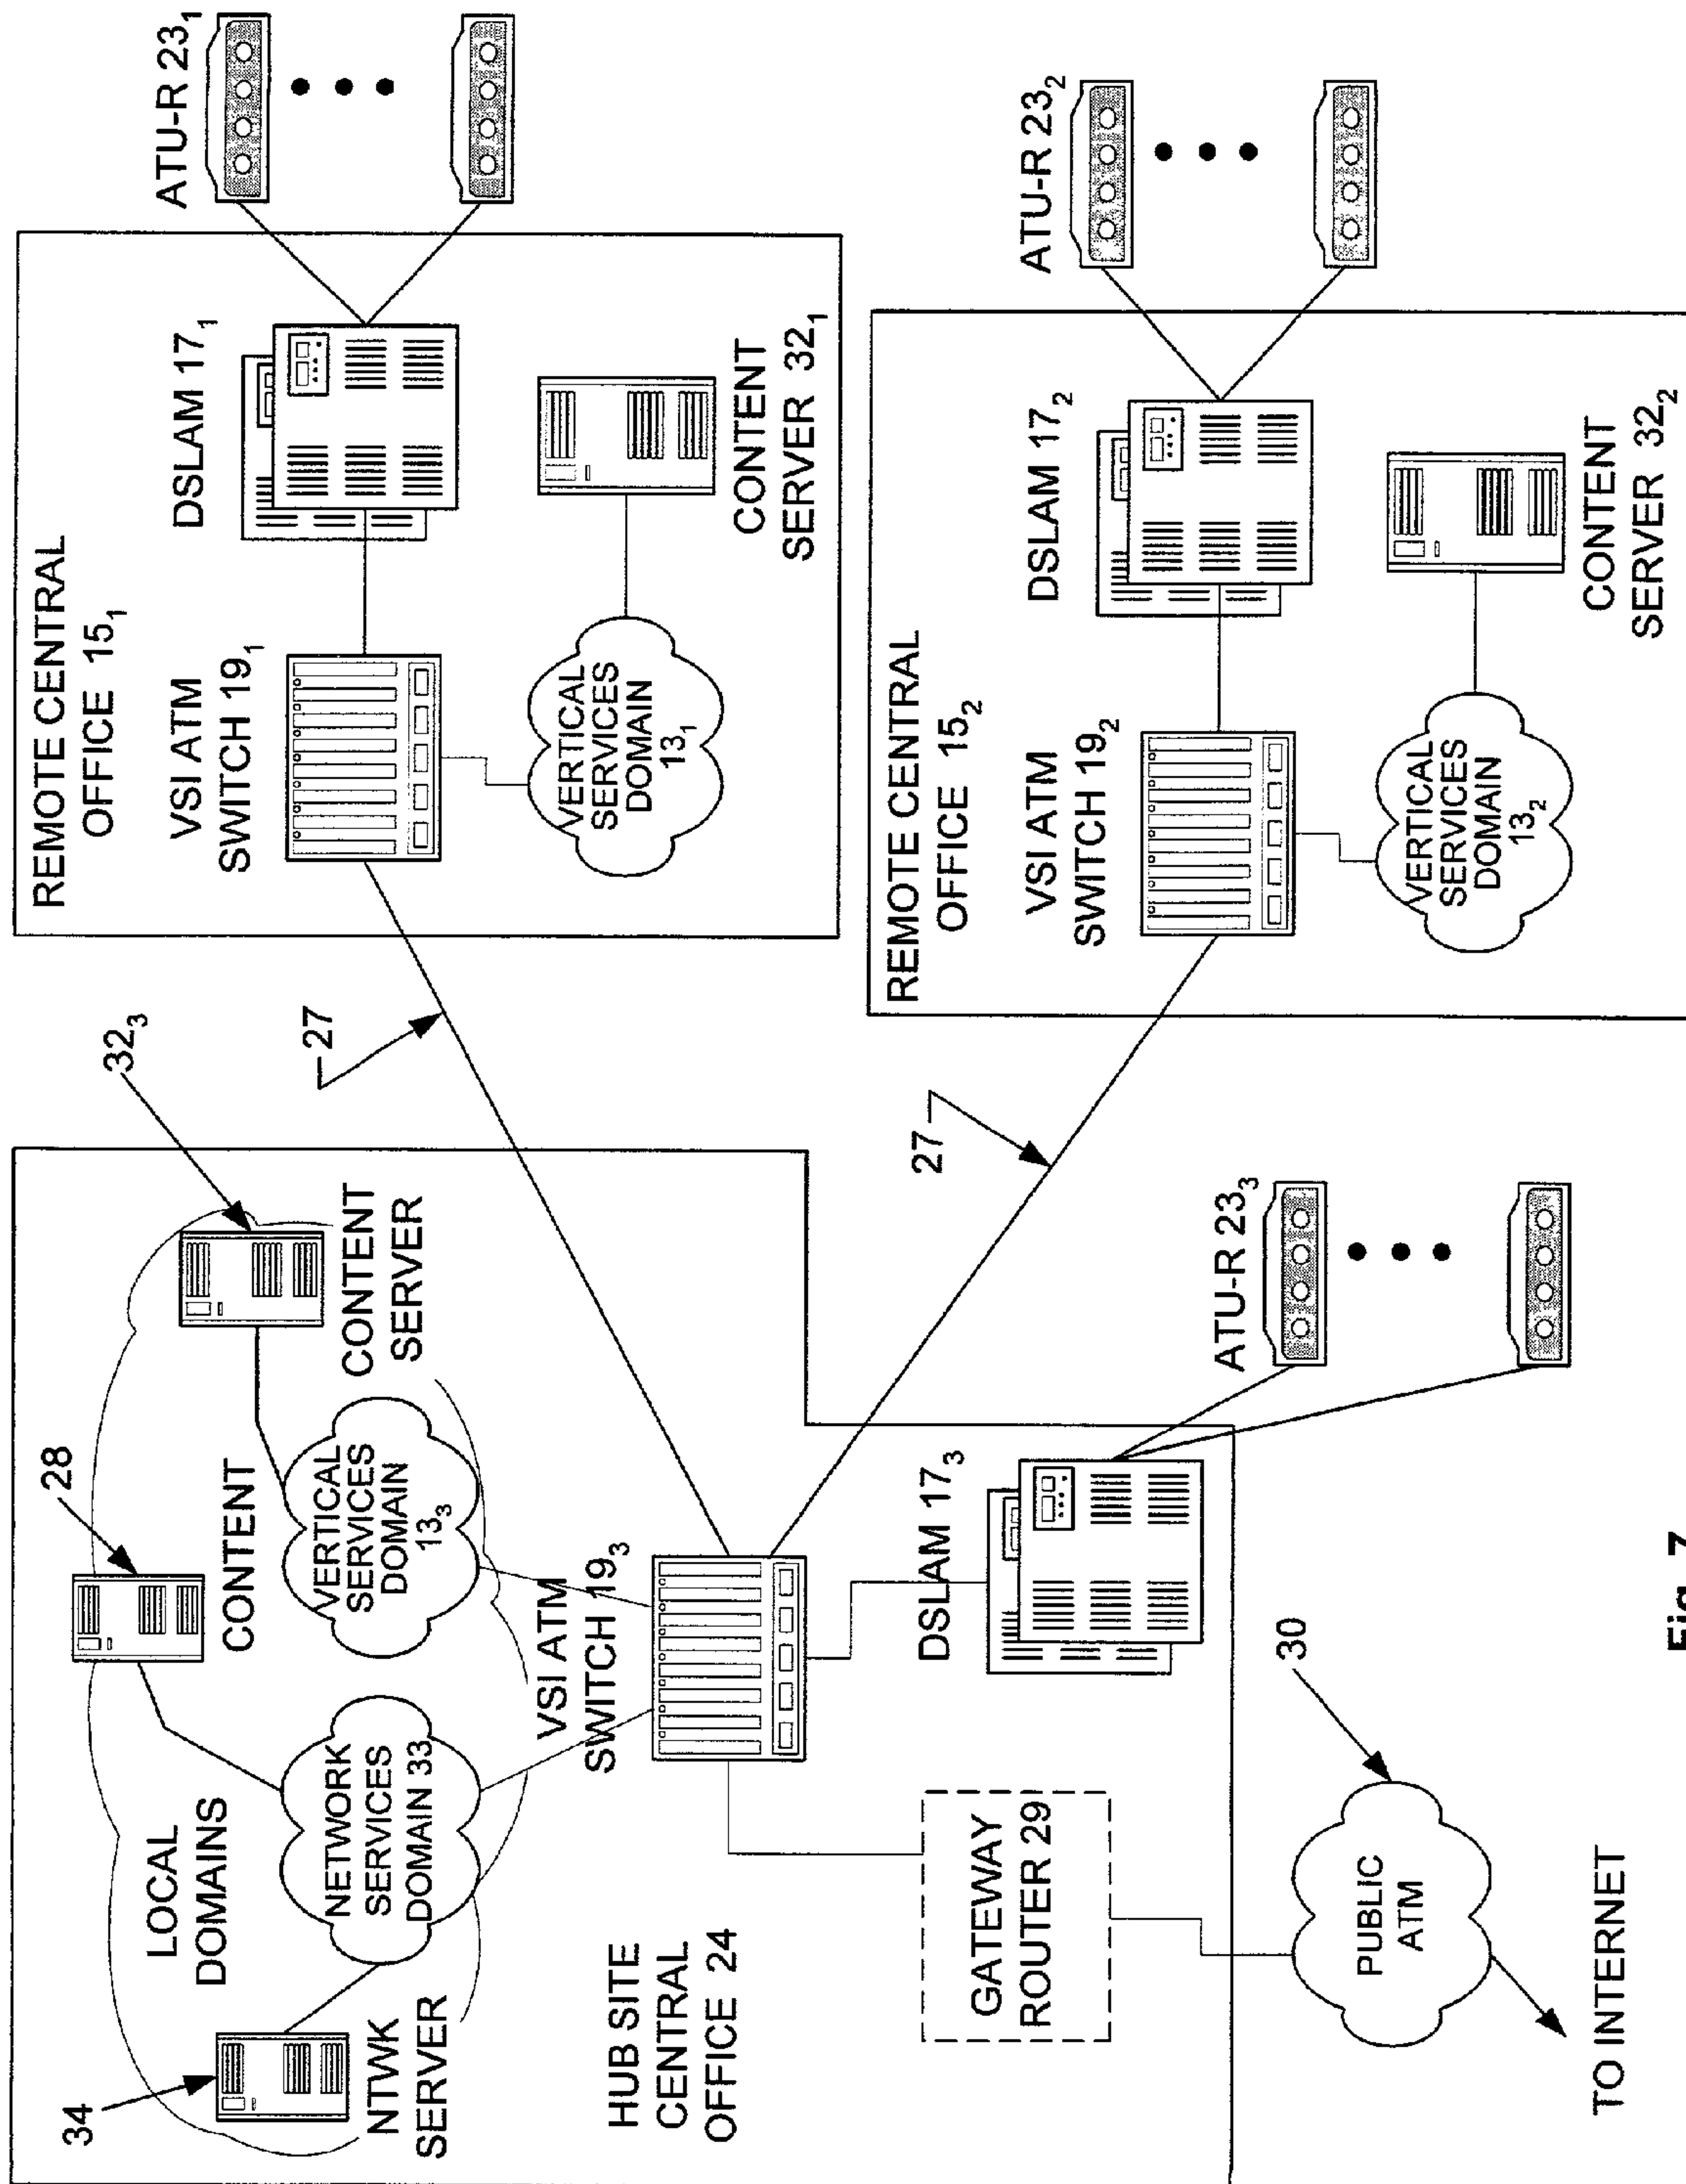 34
NTWK
SERVER
LOCAL
DOMAINS
28
CONTENT
32₃
CONTENT
SERVER
NETWORK
SERVICES
DOMAIN 33
VERTICAL
SERVICES
DOMAIN
13₃
HUB SITE
CENTRAL
OFFICE 24
VSI ATM
SWITCH 19₃
GATEWAY
ROUTER 29
DSLAM 17₃
ATU-R 23₃
30
PUBLIC
ATM
TO INTERNET
27
27
REMOTE CENTRAL
OFFICE 15₁
VSI ATM
SWITCH 19₁
DSLAM 17₁
ATU-R 23₁
VERTICAL
SERVICES
DOMAIN
13₁
CONTENT
SERVER 32₁
REMOTE CENTRAL
OFFICE 15₂
VSI ATM
SWITCH 19₂
DSLAM 17₂
ATU-R 23₂
VERTICAL
SERVICES
DOMAIN
13₂
CONTENT
SERVER 32₂
Fig. 7